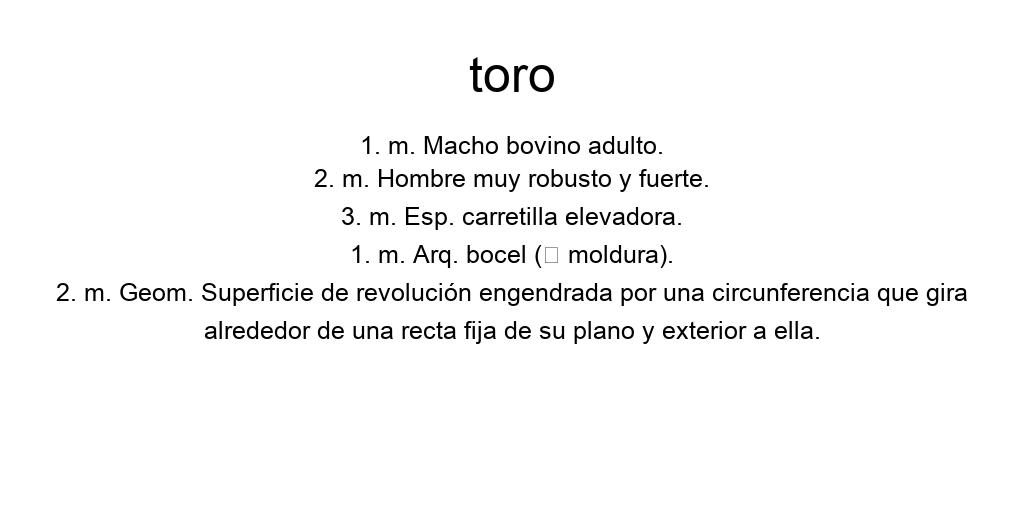 toro
1. m. Macho bovino adulto.
2. m. Hombre muy robusto y fuerte.
3. m. Esp. carretilla elevadora.
1. m. Arq. bocel (□ moldura).
2. m. Geom. Superficie de revolución engendrada por una circunferencia que gira
alrededor de una recta fija de su plano y exterior a ella.